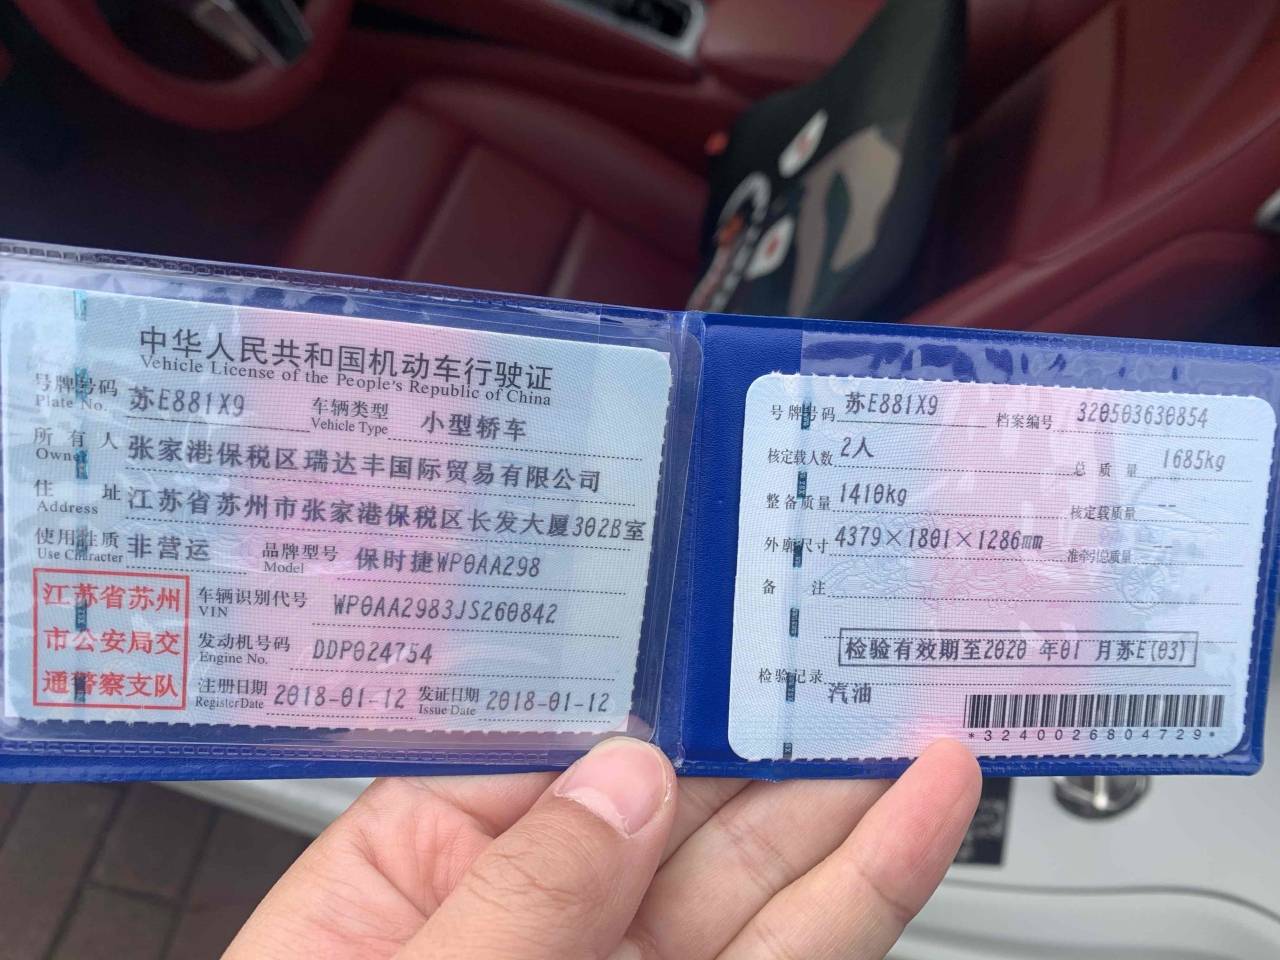 中华人民共和国机动车行驶证
Vehicle License of the People's Republic of China
号牌号码 苏E881X9 车辆类型 小型轿车
Plate No. Vehicle Type
所有人 张家港保税区瑞达丰国际贸易有限公司
Owner
住址 江苏省苏州市张家港保税区长发大厦302B室
Address
使用性质 非营运 品牌型号 保时捷WP0AA298
Use Character Model
江苏省苏州
市公安局交
通警察支队
车辆识别代号 WP0AA2983JS260842
VIN
发动机号码 DDP024754
Engine No.
注册日期 2018-01-12 发证日期 2018-01-12
Register Date Issue Date
号牌号码 苏E881X9 档案编号 320503630854
核定载人数 2人 总质量 1685kg
整备质量 1410kg 核定载质量 --
外廓尺寸 4379×1801×1286mm 准牵引总质量 --
备注
检验有效期至2020 年01 月苏E(03)
检验记录
汽油
*3240026804729*